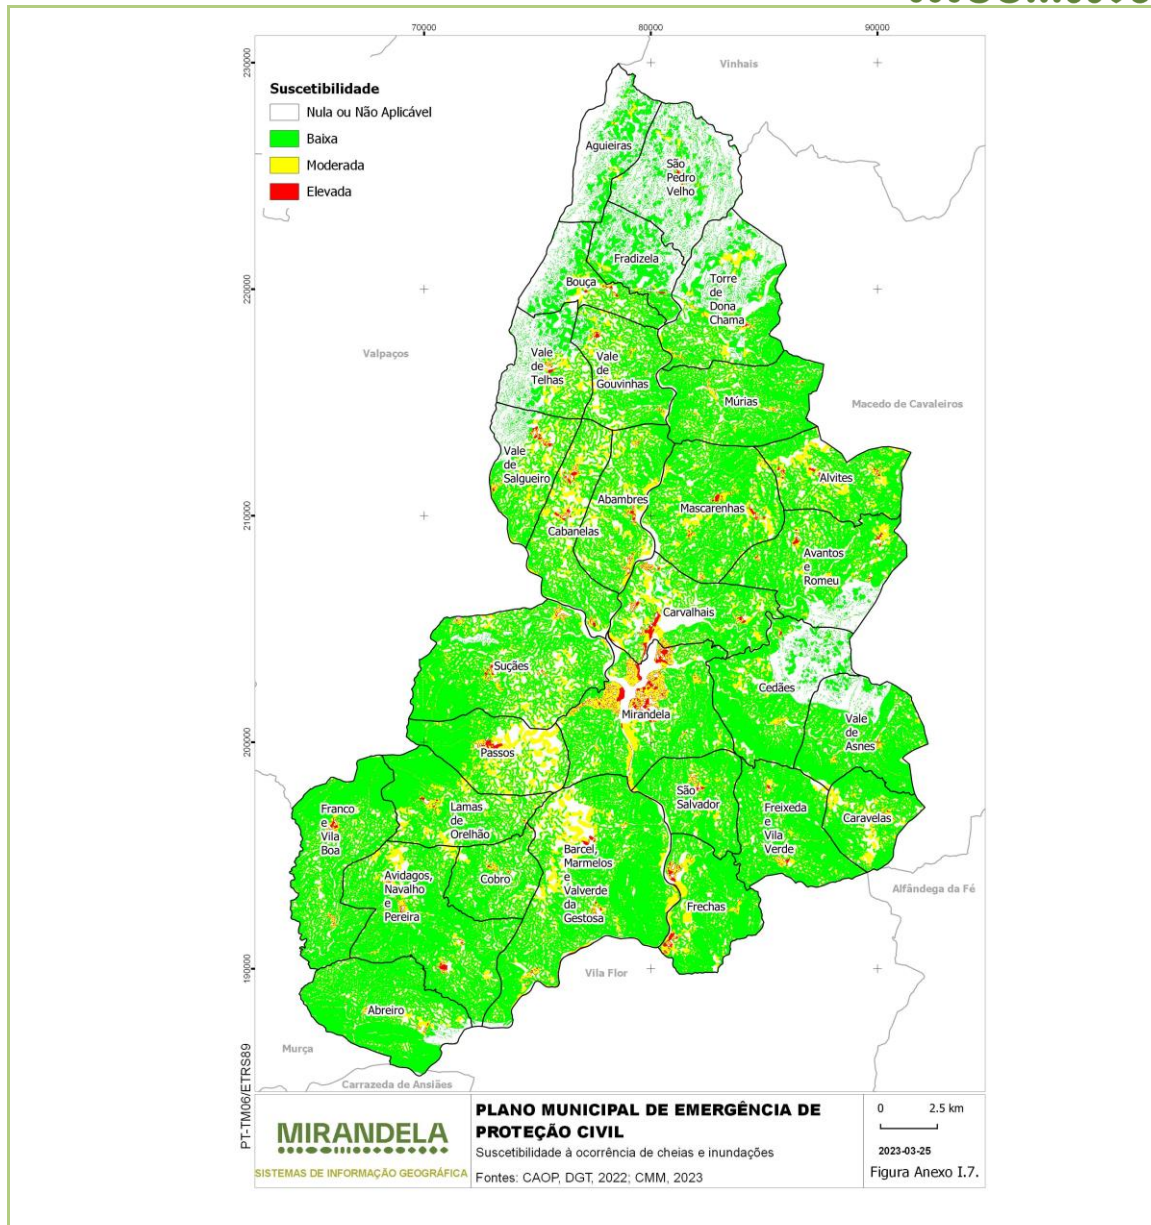 70000
80000
90000
230000
220000
210000
200000
190000
Vinhais
Suscetibilidade
Nula ou Não Aplicável
Baixa
Moderada
Elevada
Aguieiras
São
Pedro
Velho
Fradizela
Bouça
Torre
de
Dona
Chama
Valpaços
Vale
de
Telhas
Vale
de
Gouvinhas
Múrias
Macedo de Cavaleiros
Vale
de
Salgueiro
Alvites
Abambres
Mascarenhas
Cabanelas
Avantos
e
Romeu
Carvalhais
Suçães
Cedães
Mirandela
Vale
de
Asnes
Passos
São
Salvador
Franco
e
Vila
Boa
Lamas
de
Orelhão
Freixeda
e
Vila
Verde
Caravelas
Barcel,
Marmelos
e
Valverde
da
Gestosa
Avidagos,
Navalho
e
Pereira
Cobro
Alfândega da Fé
Frechas
Vila Flor
Abreiro
Murça
Carrazeda de Ansiães
PT-TM06/ETRS89
MIRANDELA
SISTEMAS DE INFORMAÇÃO GEOGRÁFICA
PLANO MUNICIPAL DE EMERGÊNCIA DE
PROTEÇÃO CIVIL
Suscetibilidade à ocorrência de cheias e inundações
Fontes: CAOP, DGT, 2022; CMM, 2023
0 2.5 km
2023-03-25
Figura Anexo I.7.